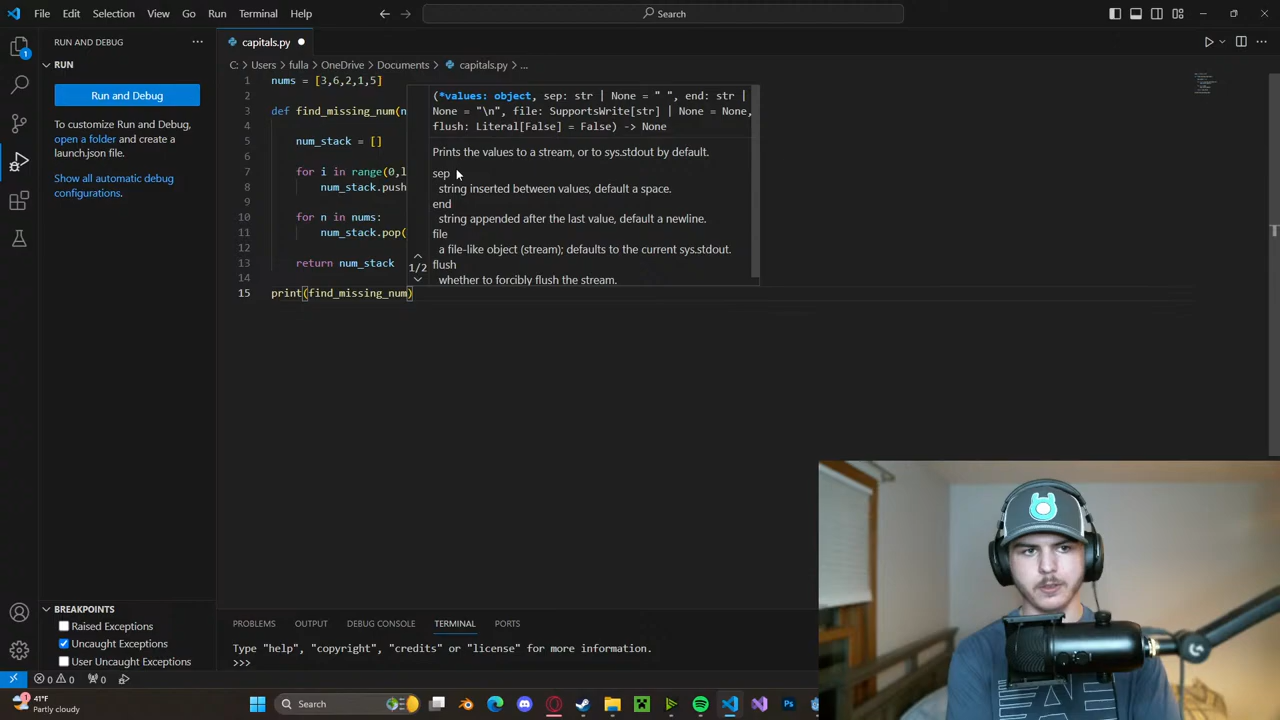 File Edit Selection View Go Run Terminal Help
Search
RUN AND DEBUG
capitals.py
RUN
C: > Users > fulla > OneDrive > Documents > capitals.py > ...
Run and Debug
To customize Run and Debug,
open a folder and create a
launch.json file.
Show all automatic debug
configurations.
1 nums = [3,6,2,1,5]
2
3 def find_missing_num(n
4
5 num_stack = []
6
7 for i in range(0,l
8 num_stack.push
9
10 for n in nums:
11 num_stack.pop(
12
13 return num_stack
14
15 print(find_missing_num)
(*values: object, sep: str | None = " ", end: str |
None = "\n", file: SupportsWrite[str] | None = None,
flush: Literal[False] = False) -> None
Prints the values to a stream, or to sys.stdout by default.
sep
string inserted between values, default a space.
end
string appended after the last value, default a newline.
file
a file-like object (stream); defaults to the current sys.stdout.
flush
whether to forcibly flush the stream.
1/2
BREAKPOINTS
Raised Exceptions
Uncaught Exceptions
User Uncaught Exceptions
PROBLEMS OUTPUT DEBUG CONSOLE TERMINAL PORTS
Type "help", "copyright", "credits" or "license" for more information.
>>>
0 0 0
1
1
41°F
Partly cloudy
Search
Ps